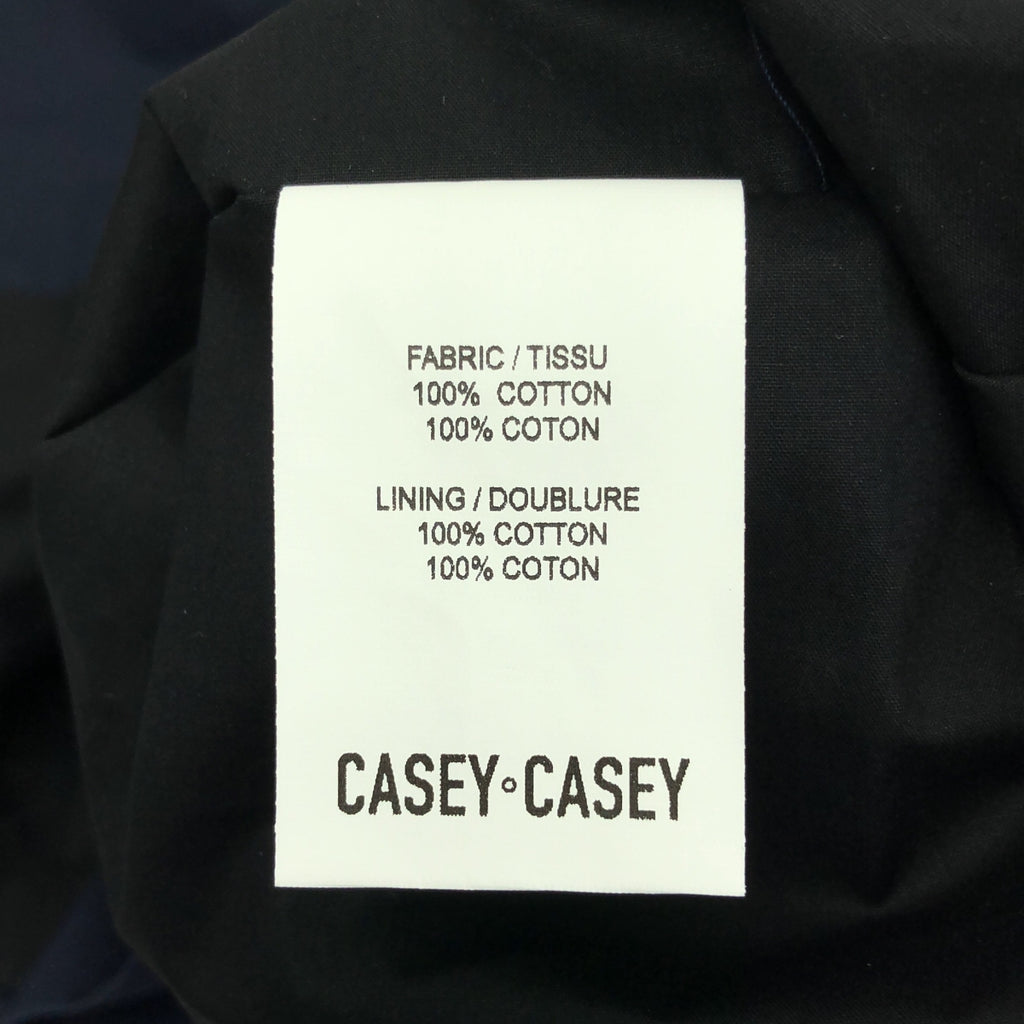 FABRIC / TISSU
100% COTTON
100% COTON
LINING / DOUBLURE
100% COTTON
100% COTON
CASEY◦CASEY